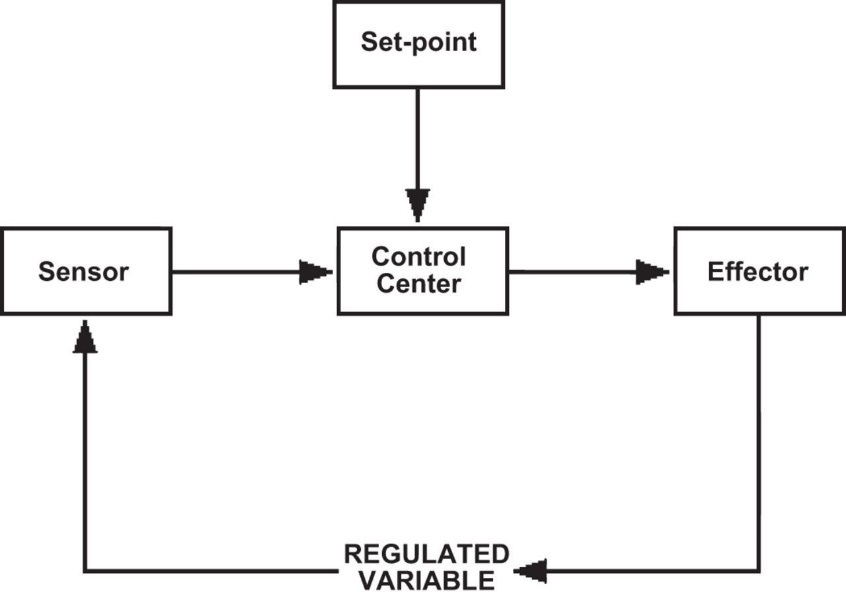 Set-point
Sensor
Control
Center
Effector
REGULATED
VARIABLE